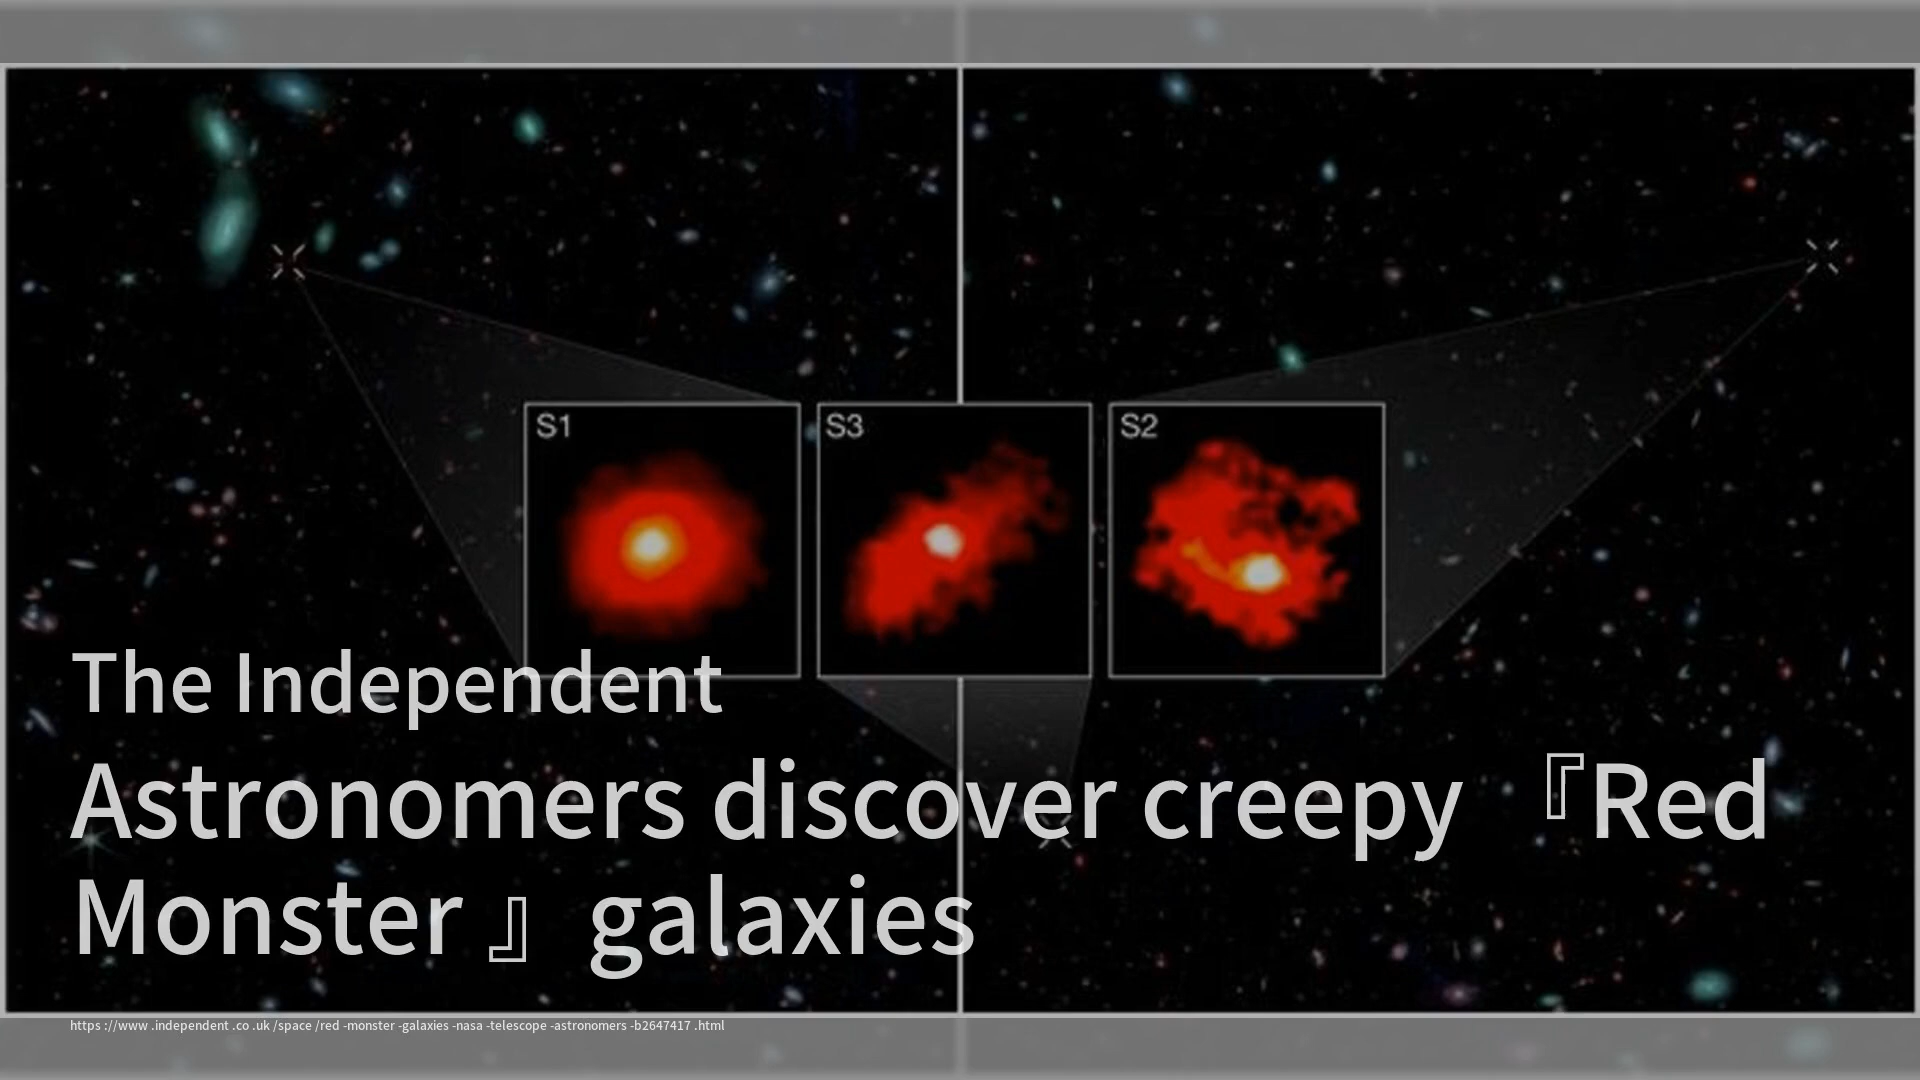 S1 S3 S2
The Independent
Astronomers discover creepy 『Red
Monster 』 galaxies
https ://www .independent .co .uk /space /red -monster -galaxies -nasa -telescope -astronomers -b2647417 .html